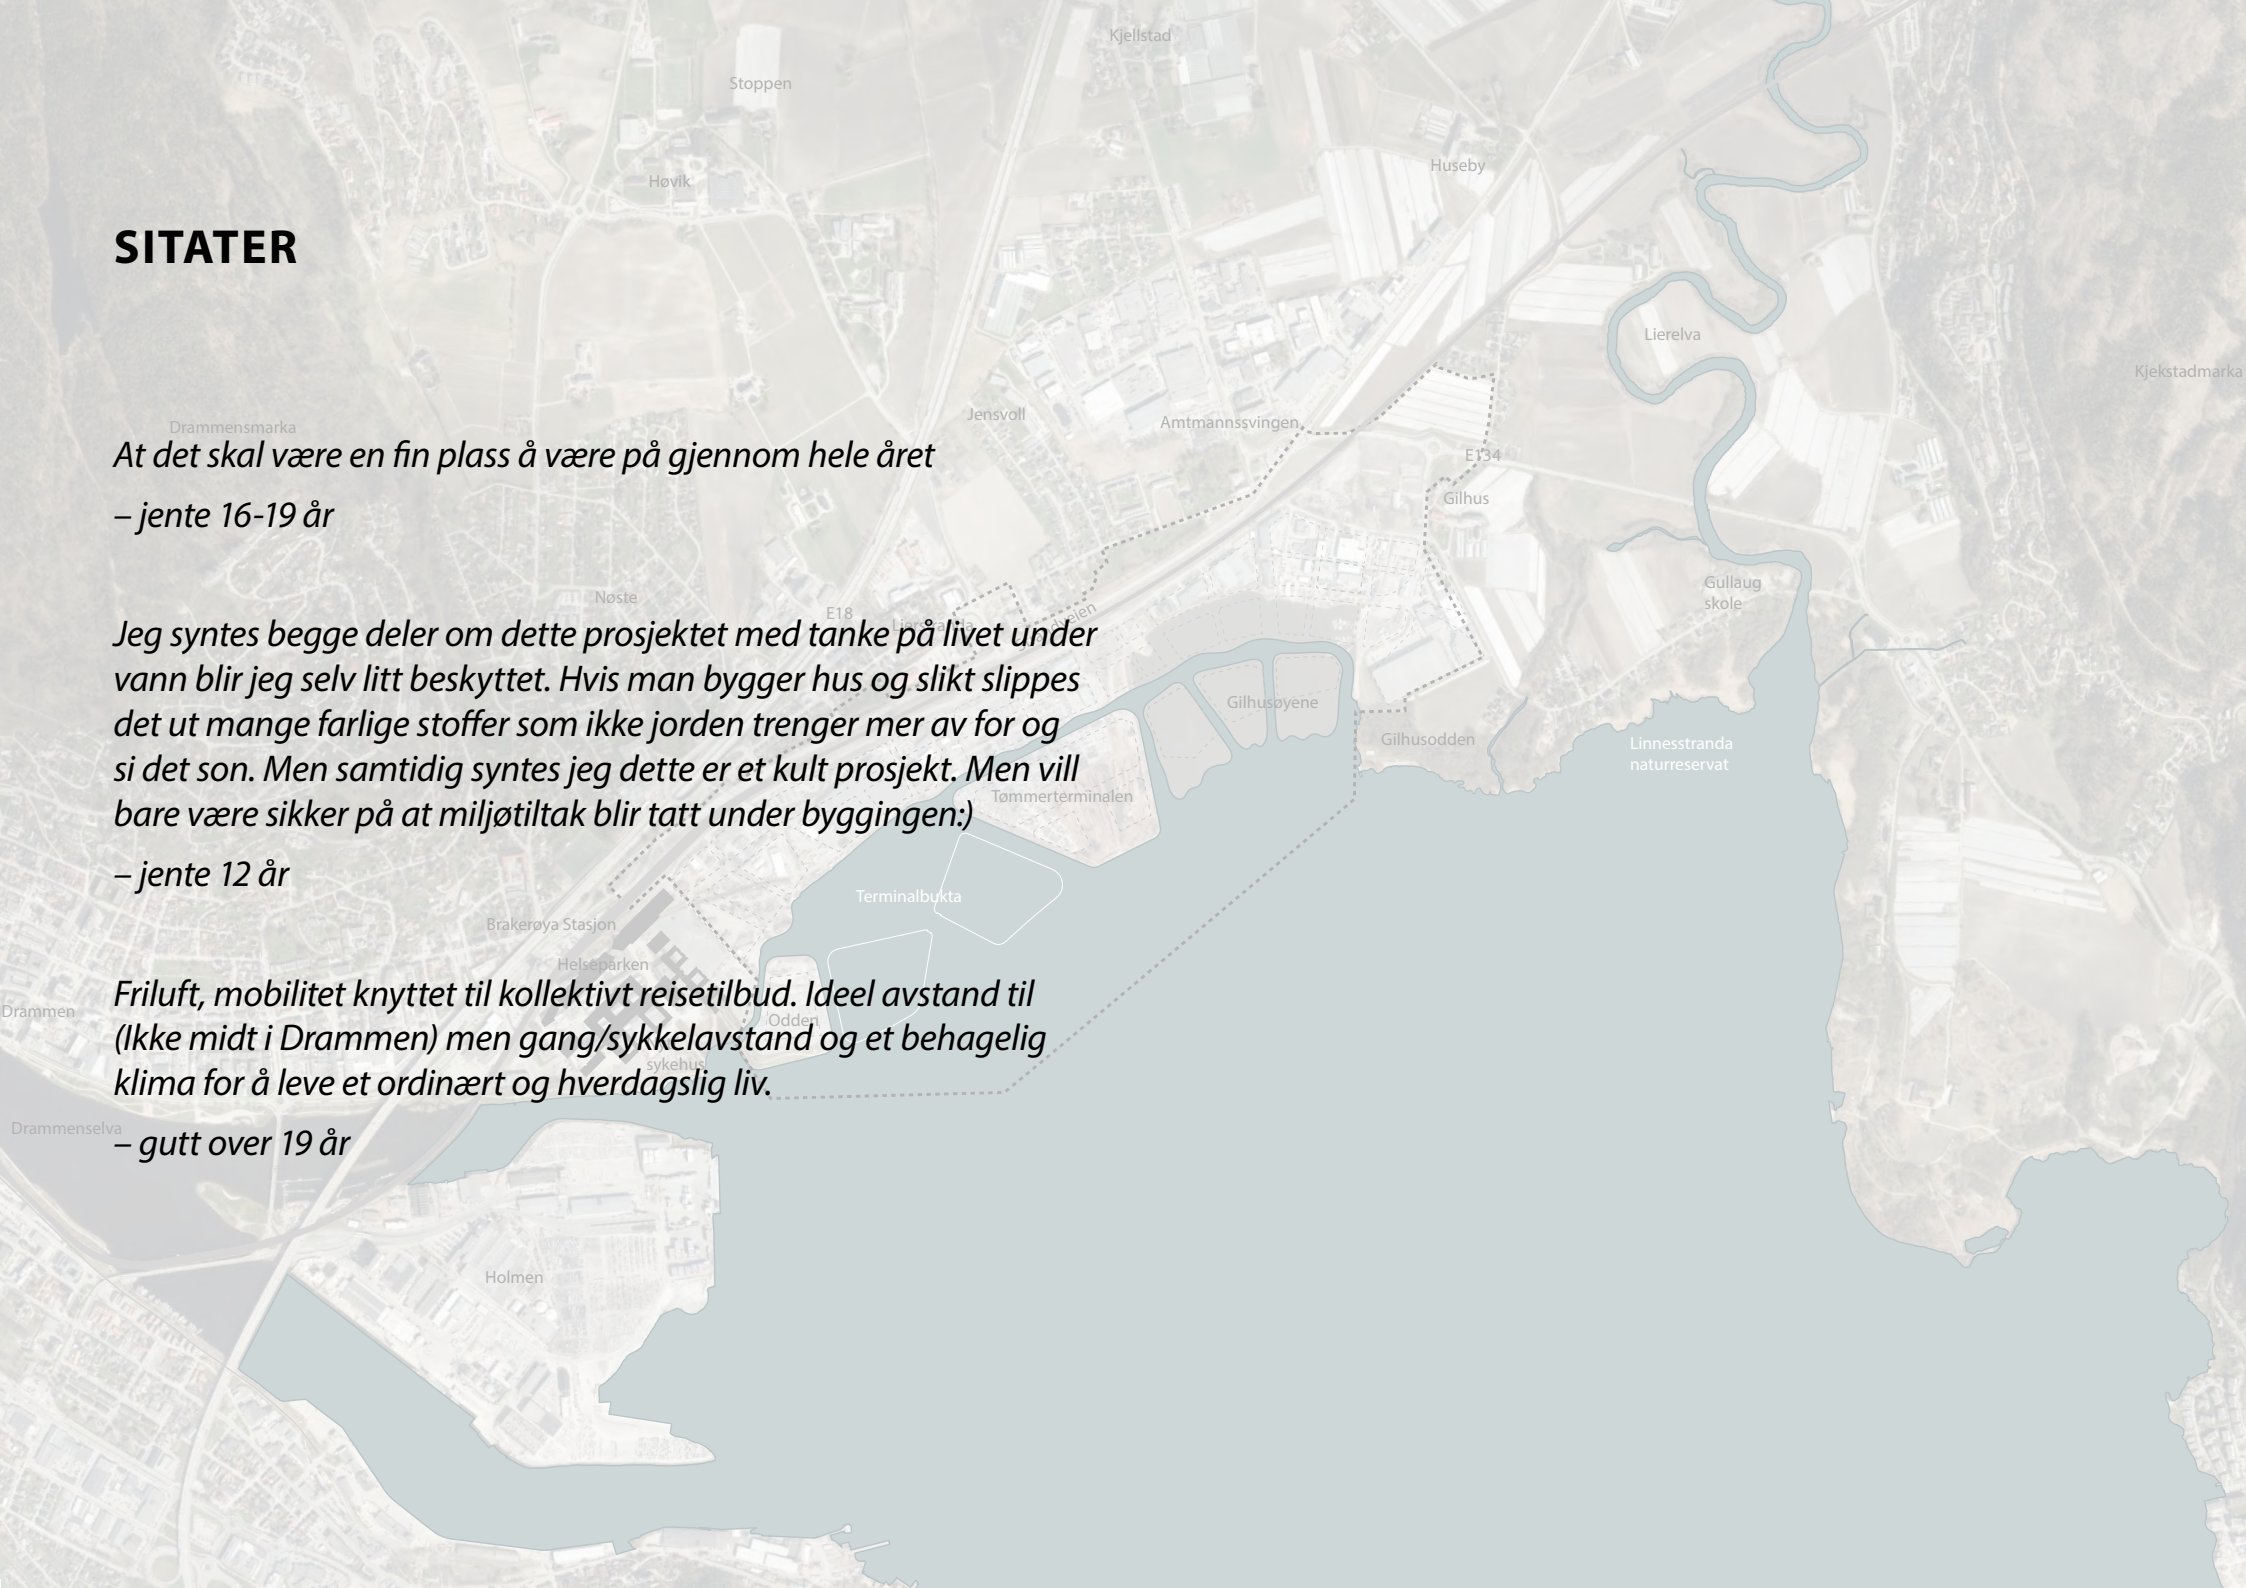 SITATER
At det skal være en fin plass å være på gjennom hele året
– jente 16-19 år
Jeg syntes begge deler om dette prosjektet med tanke på livet under
vann blir jeg selv litt beskyttet. Hvis man bygger hus og slikt slippes
det ut mange farlige stoffer som ikke jorden trenger mer av for og
si det son. Men samtidig syntes jeg dette er et kult prosjekt. Men vill
bare være sikker på at miljøtiltak blir tatt under byggingen:)
– jente 12 år
Friluft, mobilitet knyttet til kollektivt reisetilbud. Ideel avstand til
(Ikke midt i Drammen) men gang/sykkelavstand og et behagelig
klima for å leve et ordinært og hverdagslig liv.
– gutt over 19 år
Kjellstad
Stoppen
Høvik
Huseby
Lierelva
Kjekstadmarka
Drammensmarka
Jensvoll
Amtmannssvingen
E134
Gilhus
Nøste
E18
Lierstranda
Gullaug
skole
Gilhusøyene
Gilhusodden
Linnesstranda
naturreservat
Tømmerterminalen
Terminalbukta
Brakerøya Stasjon
Helseparken
Drammen
Odden
sykehus
Drammenselva
Holmen